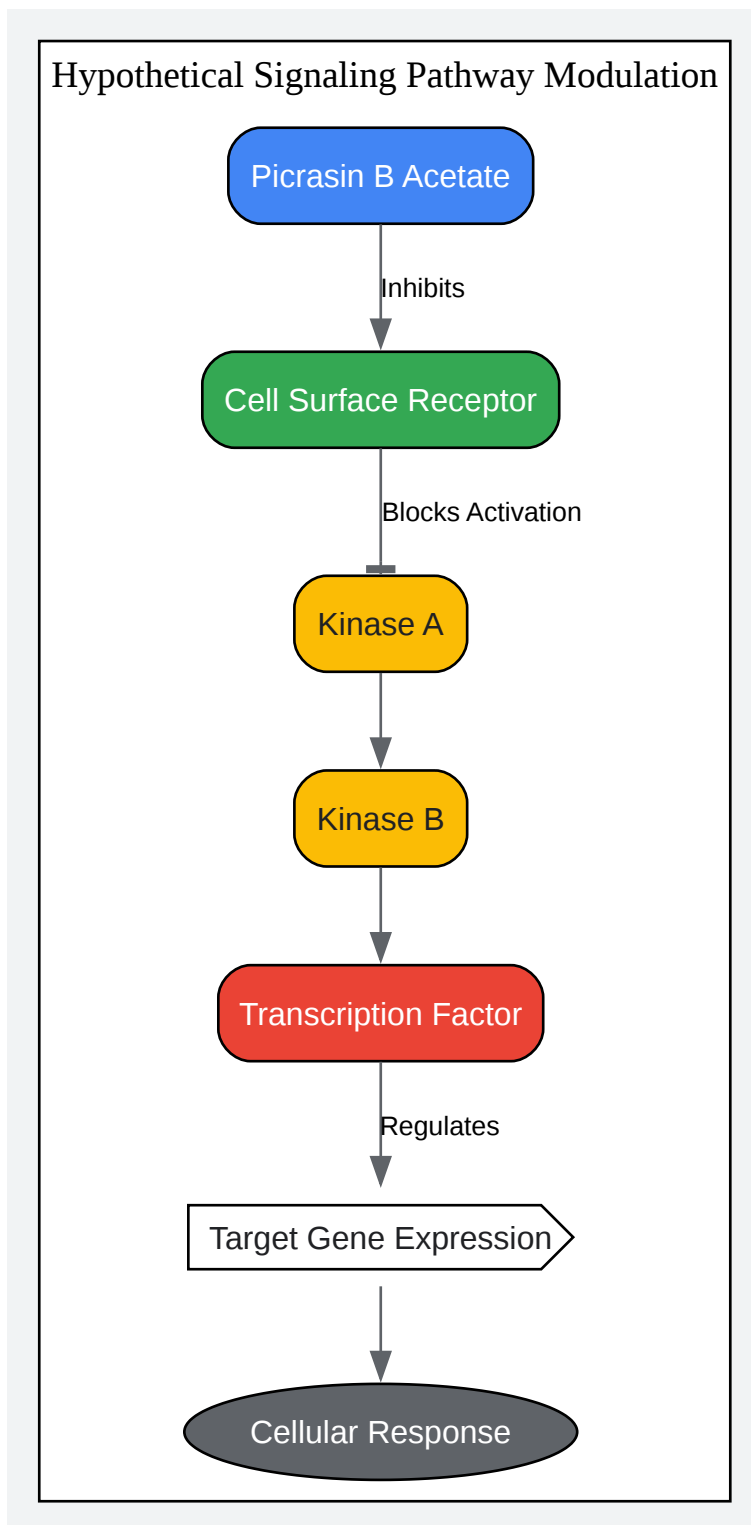 Hypothetical Signaling Pathway Modulation
Picrasin B Acetate
Inhibits
Cell Surface Receptor
Blocks Activation
Kinase A
Kinase B
Transcription Factor
Regulates
Target Gene Expression
Cellular Response